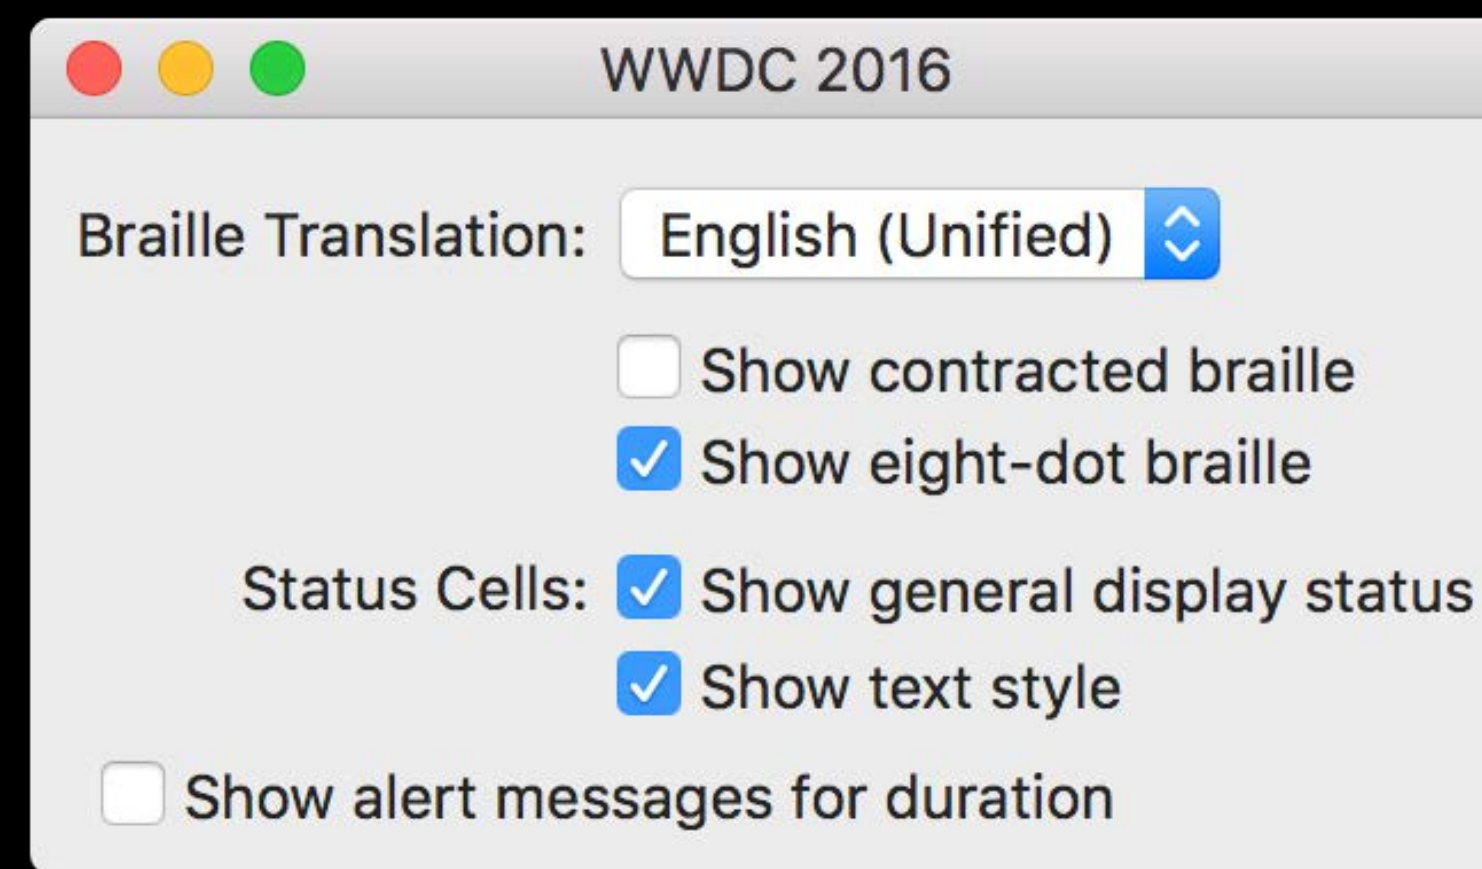 WWDC 2016
Braille Translation: English (Unified)
Show contracted braille
Show eight-dot braille
Status Cells: Show general display status
Show text style
Show alert messages for duration